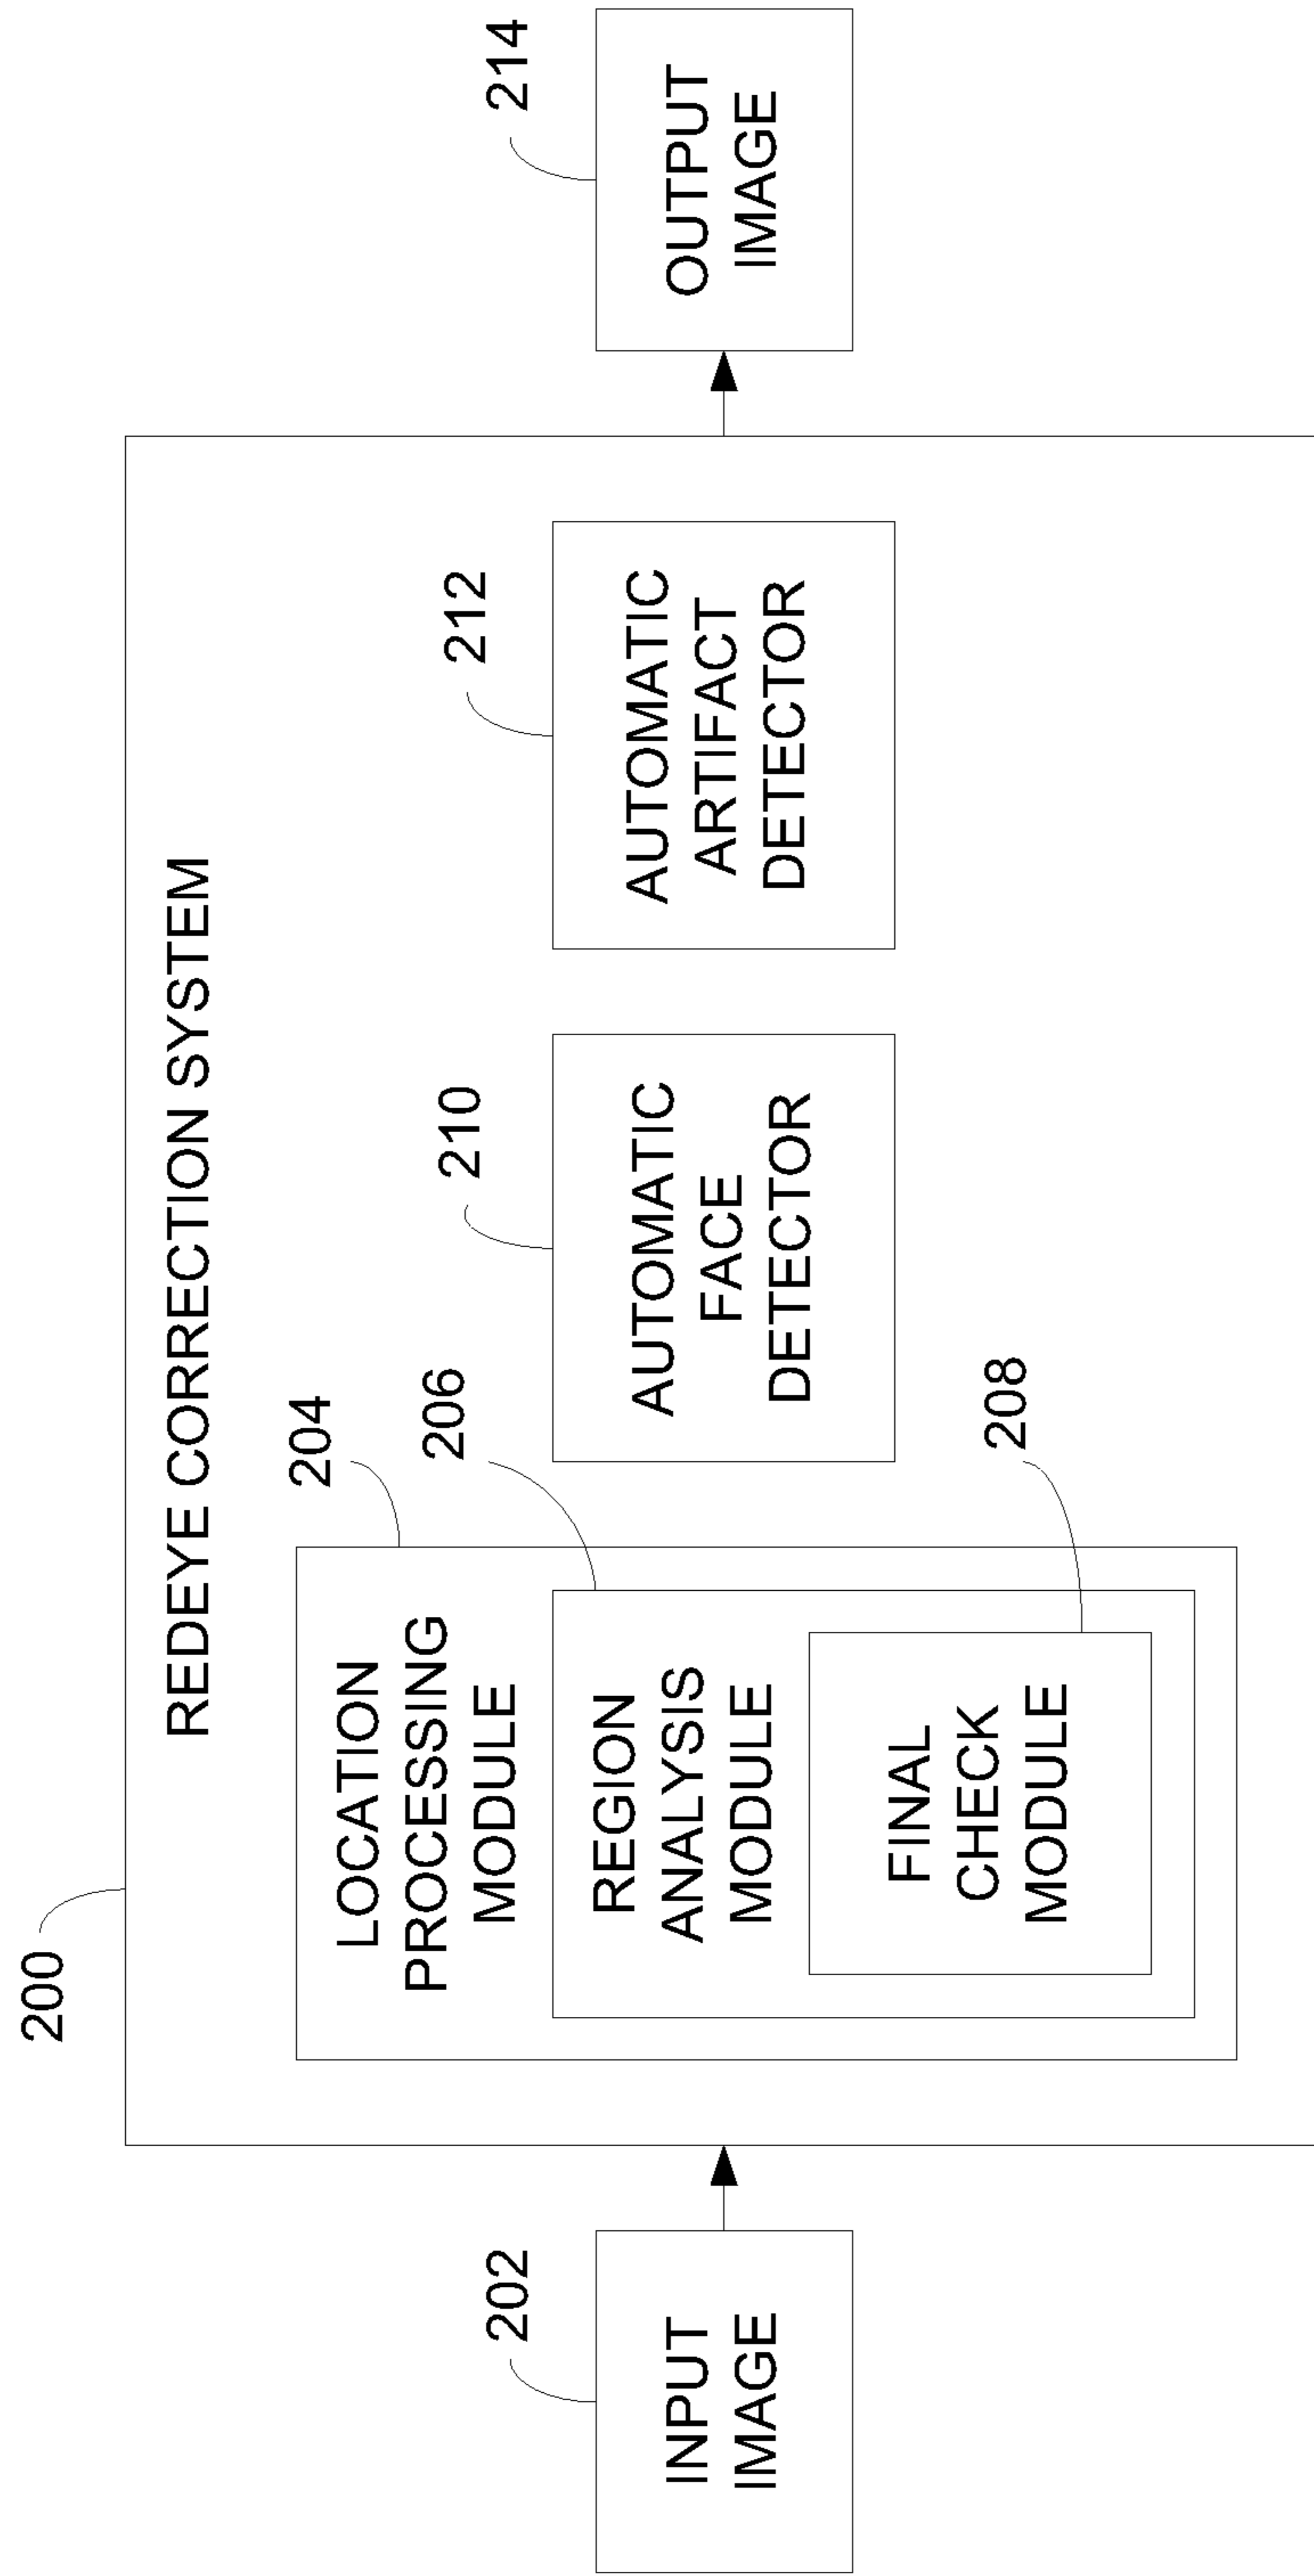 200
REDEYE CORRECTION SYSTEM
202
INPUT
IMAGE
204
LOCATION
PROCESSING
MODULE
206
REGION
ANALYSIS
MODULE
208
FINAL
CHECK
MODULE
210
AUTOMATIC
FACE
DETECTOR
212
AUTOMATIC
ARTIFACT
DETECTOR
214
OUTPUT
IMAGE